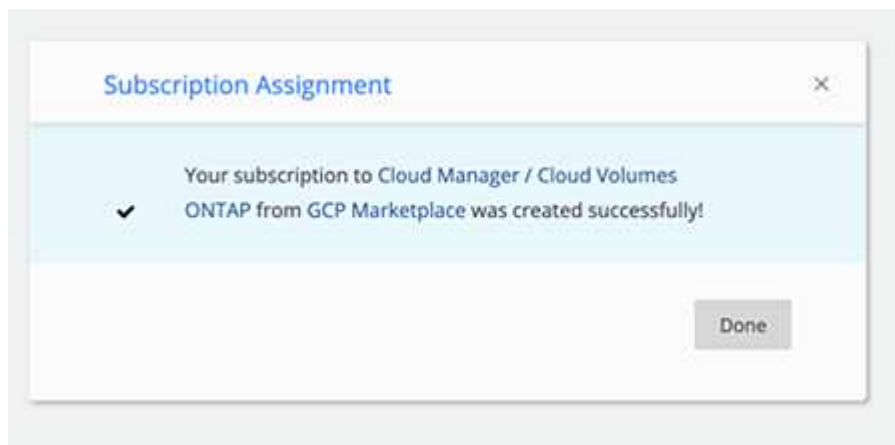 Subscription Assignment
Your subscription to Cloud Manager / Cloud Volumes
ONTAP from GCP Marketplace was created successfully!
Done